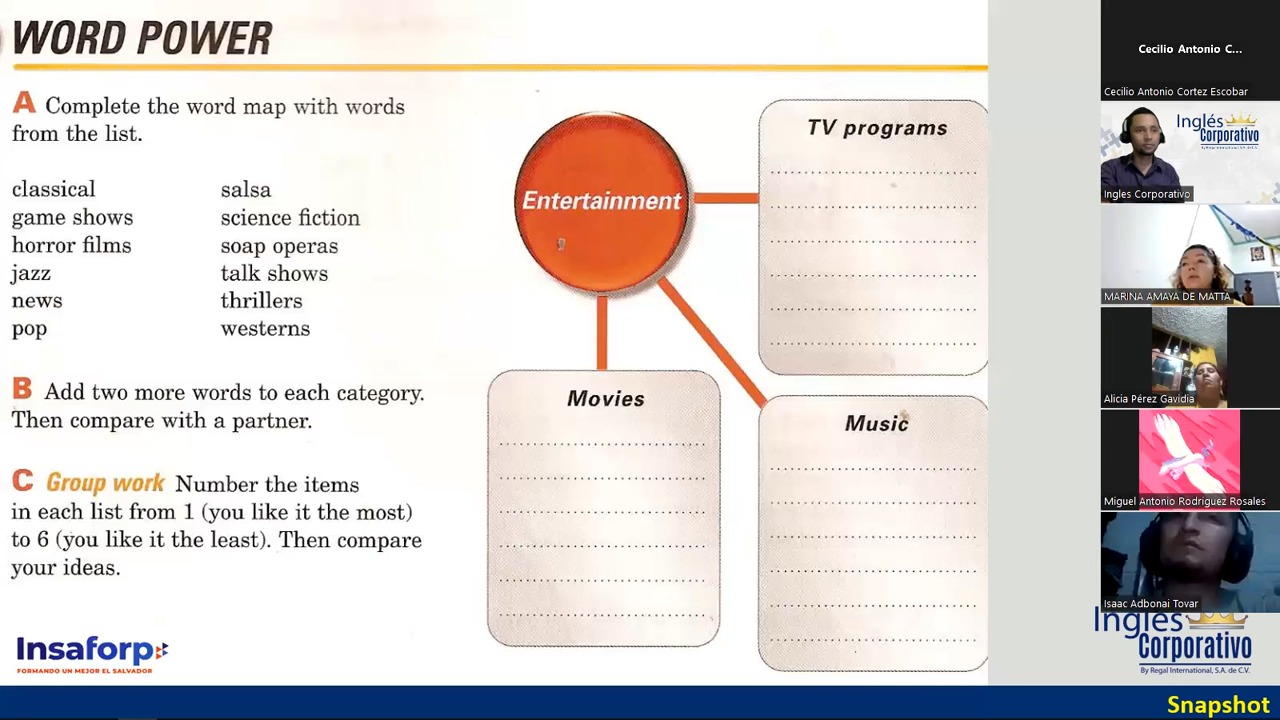 WORD POWER
A Complete the word map with words
from the list.
classical
game shows
horror films
jazz
news
pop
salsa
science fiction
soap operas
talk shows
thrillers
westerns
B Add two more words to each category.
Then compare with a partner.
C Group work Number the items
in each list from 1 (you like it the most)
to 6 (you like it the least). Then compare
your ideas.
Entertainment
TV programs
Movies
Music
Insaforp
FORMANDO UN MEJOR EL SALVADOR
Cecilio Antonio C...
Cecilio Antonio Cortez Escobar
Inglés
Corporativo
By Regal International, S.A. de C.V.
Ingles Corporativo
MARINA AMAYA DE MATTA
Alicia Pérez Gavidia
Miguel Antonio Rodriguez Rosales
Isaac Adbonai Tovar
Inglés
Corporativo
By Regal International, S.A. de C.V.
Snapshot